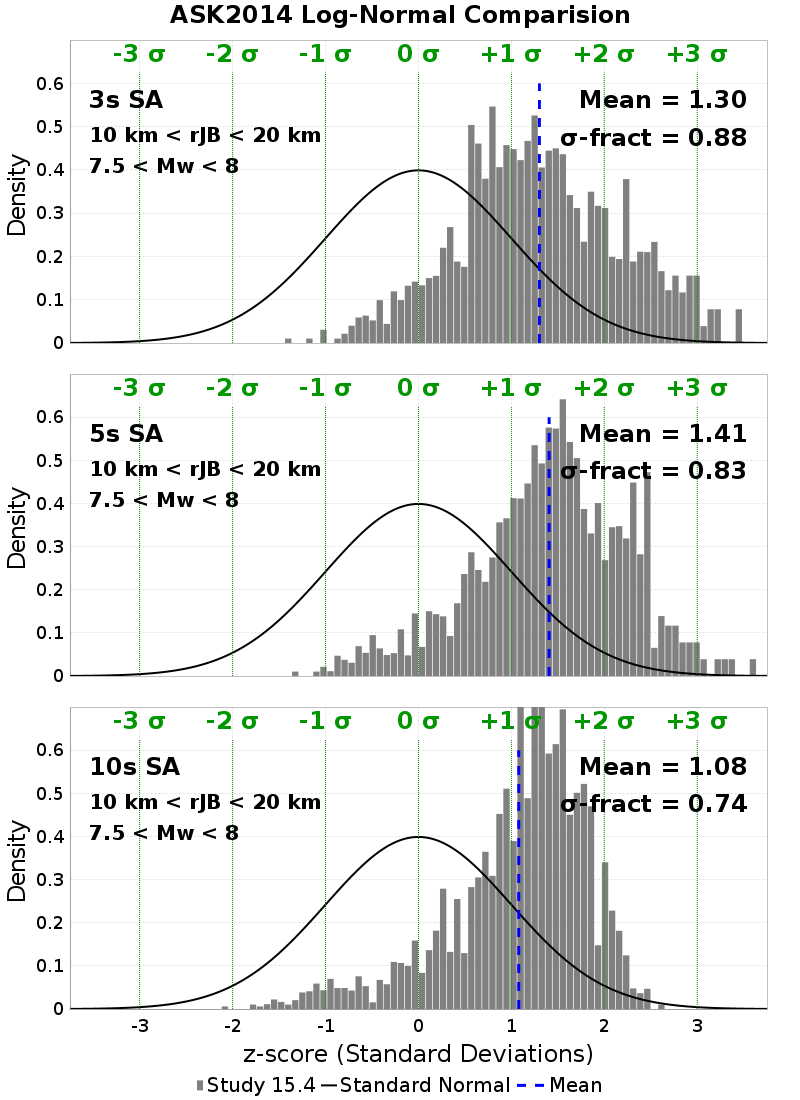 ASK2014 Log-Normal Comparision
-3 σ -2 σ -1 σ 0 σ +1 σ +2 σ +3 σ
3s SA
10 km < rJB < 20 km
7.5 < Mw < 8
Mean = 1.30
σ-fract = 0.88
0.6
0.5
0.4
0.3
0.2
0.1
0
Density
-3 σ -2 σ -1 σ 0 σ +1 σ +2 σ +3 σ
5s SA
10 km < rJB < 20 km
7.5 < Mw < 8
Mean = 1.41
σ-fract = 0.83
0.6
0.5
0.4
0.3
0.2
0.1
0
Density
-3 σ -2 σ -1 σ 0 σ +1 σ +2 σ +3 σ
10s SA
10 km < rJB < 20 km
7.5 < Mw < 8
Mean = 1.08
σ-fract = 0.74
0.6
0.5
0.4
0.3
0.2
0.1
0
Density
-3 -2 -1 0 1 2 3
z-score (Standard Deviations)
Study 15.4 Standard Normal Mean